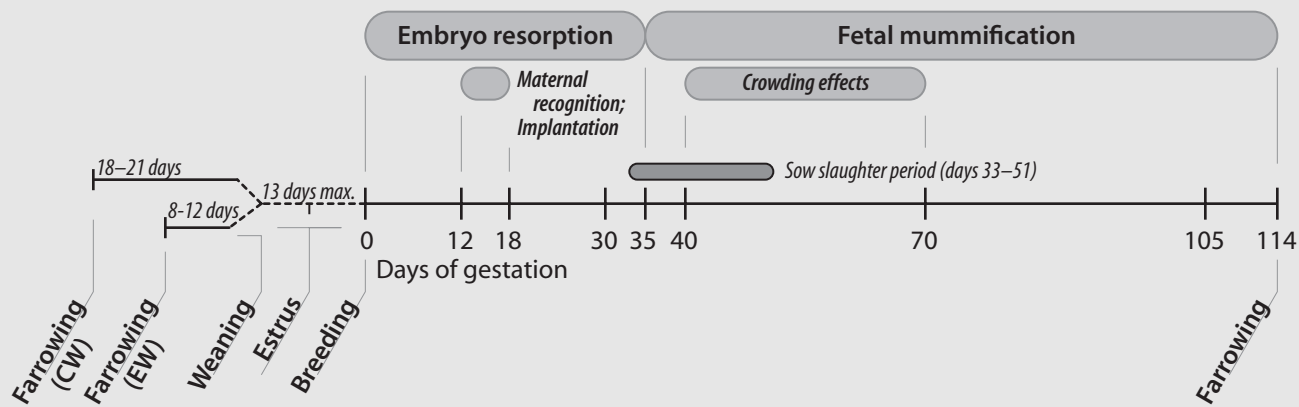 Embryo resorption
Fetal mummification
Maternal
recognition;
Implantation
Crowding effects
18–21 days
Sow slaughter period (days 33–51)
13 days max.
8-12 days
0 12 18 30 35 40 70 105 114
Days of gestation
Farrowing
(CW)
Farrowing
(EW)
Weaning
Estrus
Breeding
Farrowing